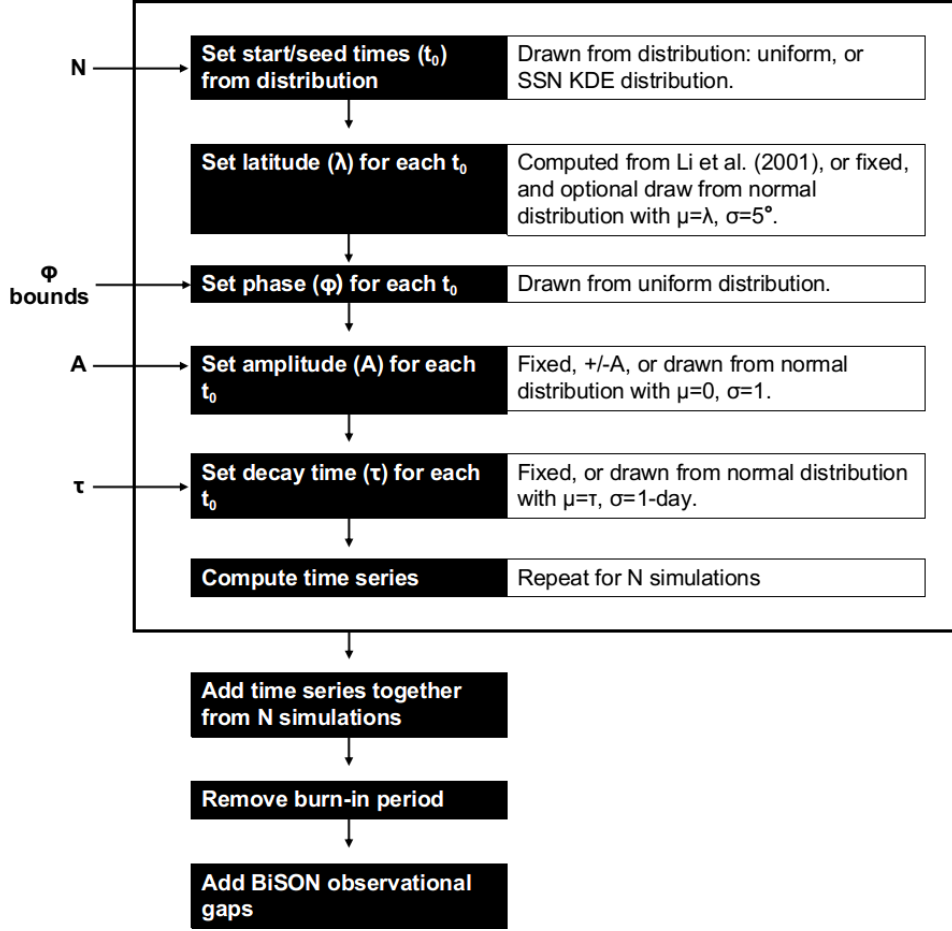 N
Set start/seed times (t₀)
from distribution
Drawn from distribution: uniform, or
SSN KDE distribution.
Set latitude (λ) for each t₀
Computed from Li et al. (2001), or fixed,
and optional draw from normal
distribution with μ=λ, σ=5°.
φ
bounds
Set phase (φ) for each t₀
Drawn from uniform distribution.
A
Set amplitude (A) for each
t₀
Fixed, +/-A, or drawn from normal
distribution with μ=0, σ=1.
τ
Set decay time (τ) for each
t₀
Fixed, or drawn from normal distribution
with μ=τ, σ=1-day.
Compute time series
Repeat for N simulations
Add time series together
from N simulations
Remove burn-in period
Add BiSON observational
gaps